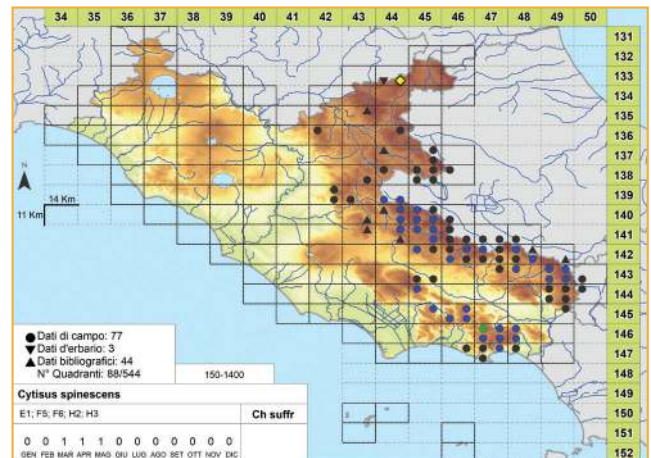 34 35 36 37 38 39 40 41 42 43 44 45 46 47 48 49 50
131
132
133
134
135
136
137
138
139
140
141
142
143
144
145
146
147
148
149
150
151
152
N
14 Km
11 Km
Dati di campo: 77
Dati d'erbario: 3
Dati bibliografici: 44
N° Quadranti: 88/544
150-1400
Cytisus spinescens
E1; F5; F6; H2; H3
Ch suffr
0 0 1 1 1 0 0 0 0 0 0 0
GEN FEB MAR APR MAG GIU LUG AGO SET OTT NOV DIC